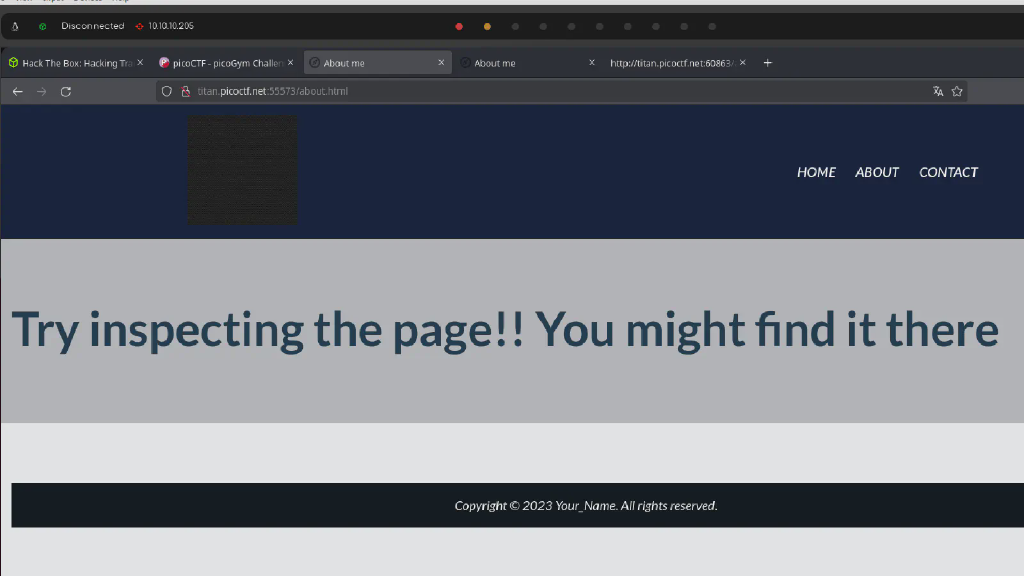 Disconnected 10.10.10.205
Hack The Box: Hacking Tra picoCTF - picoGym Challen About me About me http://titan.picoctf.net:60863/
titan.picoctf.net:55573/about.html
HOME ABOUT CONTACT
Try inspecting the page!! You might find it there
Copyright © 2023 Your_Name. All rights reserved.